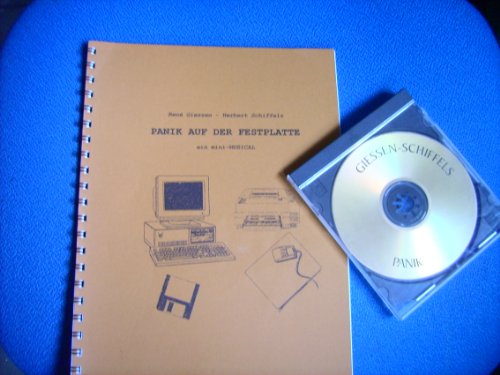 René Giessen - Herbert Schiffels
PANIK AUF DER FESTPLATTE
ein mini-MUSICAL
GIESSEN-SCHIFFELS
PANIK